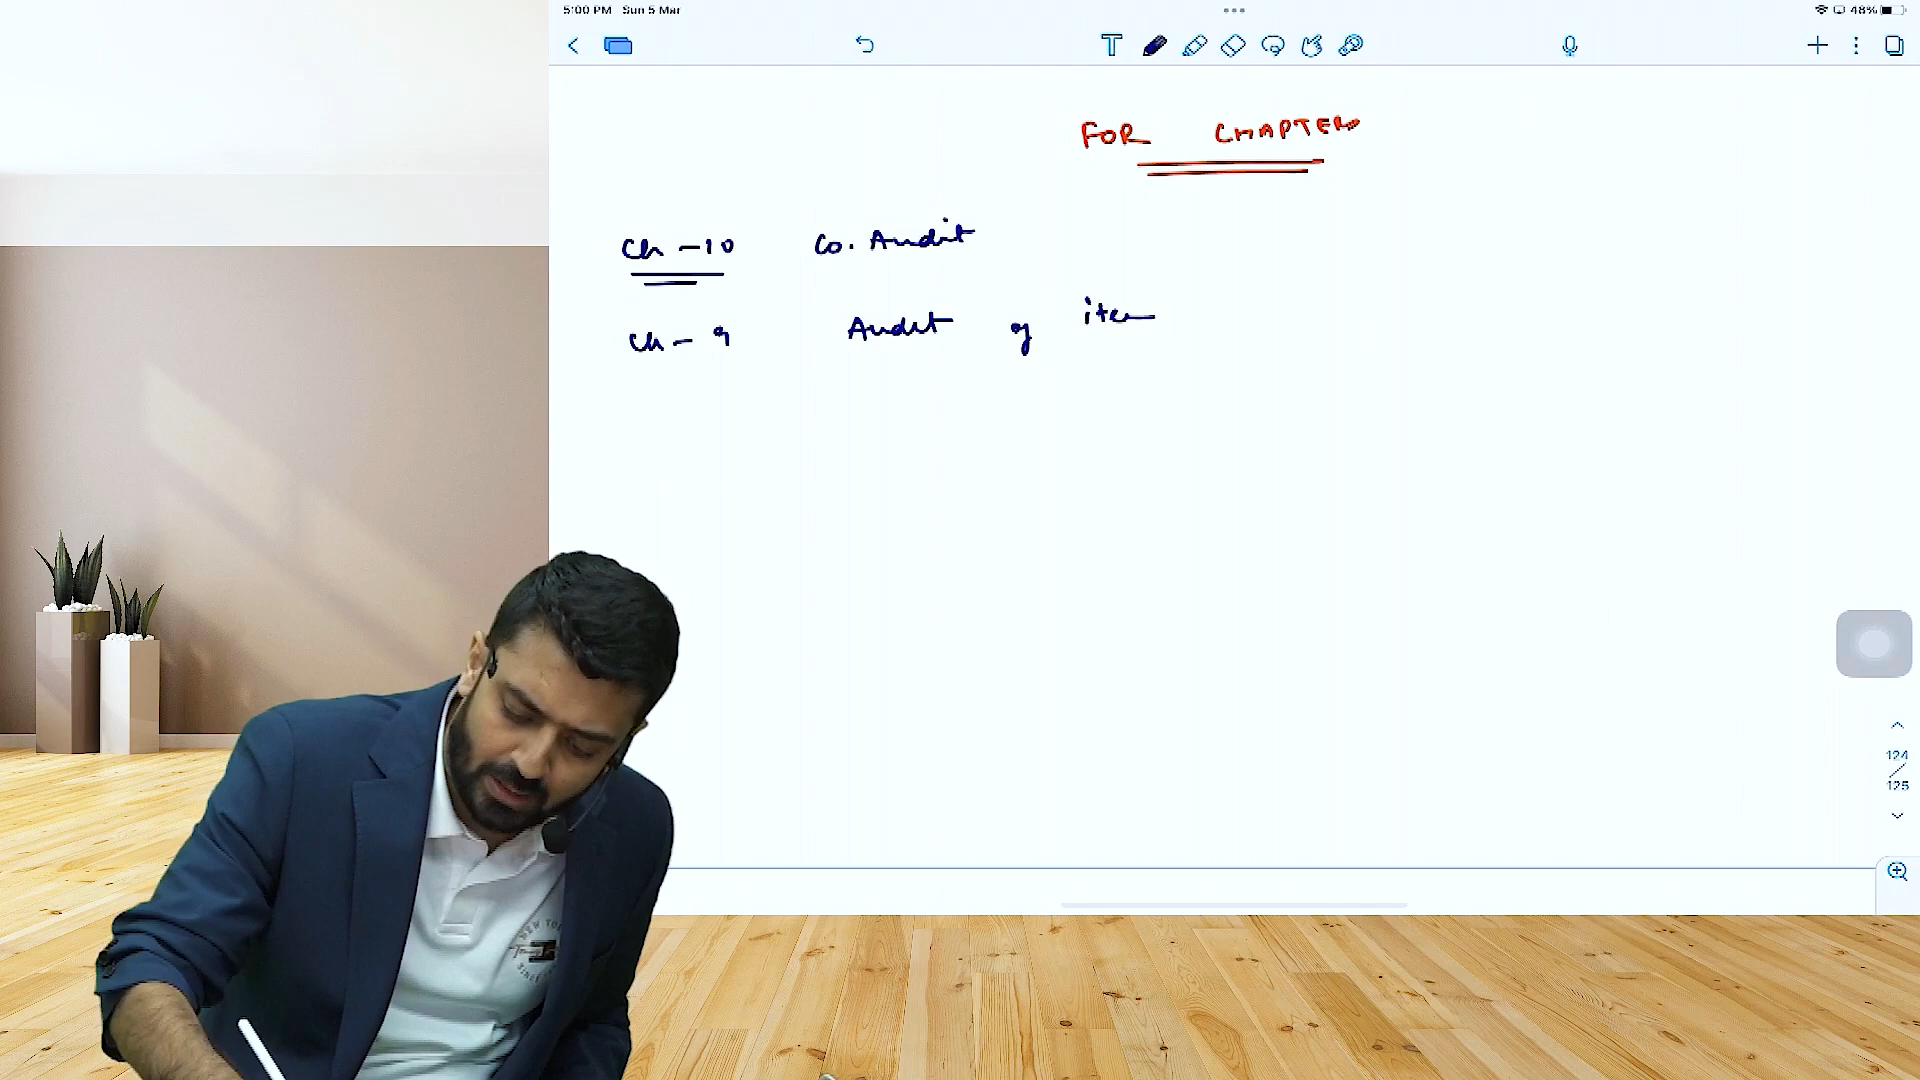 5:00 PM Sun 5 Mar
48%
T
FOR CHAPTER
Ch - 10 Co. Audit
Ch - 9 Audit of item
124
125